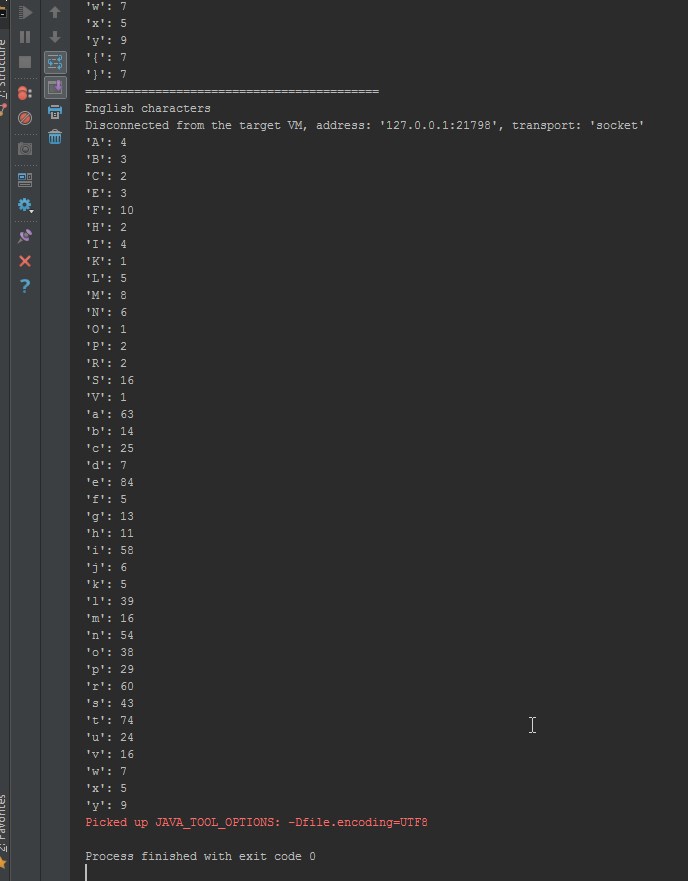 'w': 7
'x': 5
'y': 9
'{': 7
'}': 7
==========================================
English characters
Disconnected from the target VM, address: '127.0.0.1:21798', transport: 'socket'
'A': 4
'B': 3
'C': 2
'E': 3
'F': 10
'H': 2
'I': 4
'K': 1
'L': 5
'M': 8
'N': 6
'O': 1
'P': 2
'R': 2
'S': 16
'V': 1
'a': 63
'b': 14
'c': 25
'd': 7
'e': 84
'f': 5
'g': 13
'h': 11
'i': 58
'j': 6
'k': 5
'l': 39
'm': 16
'n': 54
'o': 38
'p': 29
'r': 60
's': 43
't': 74
'u': 24
'v': 16
'w': 7
'x': 5
'y': 9
Picked up JAVA_TOOL_OPTIONS: -Dfile.encoding=UTF8
Process finished with exit code 0
7: Structure
2: Favorites